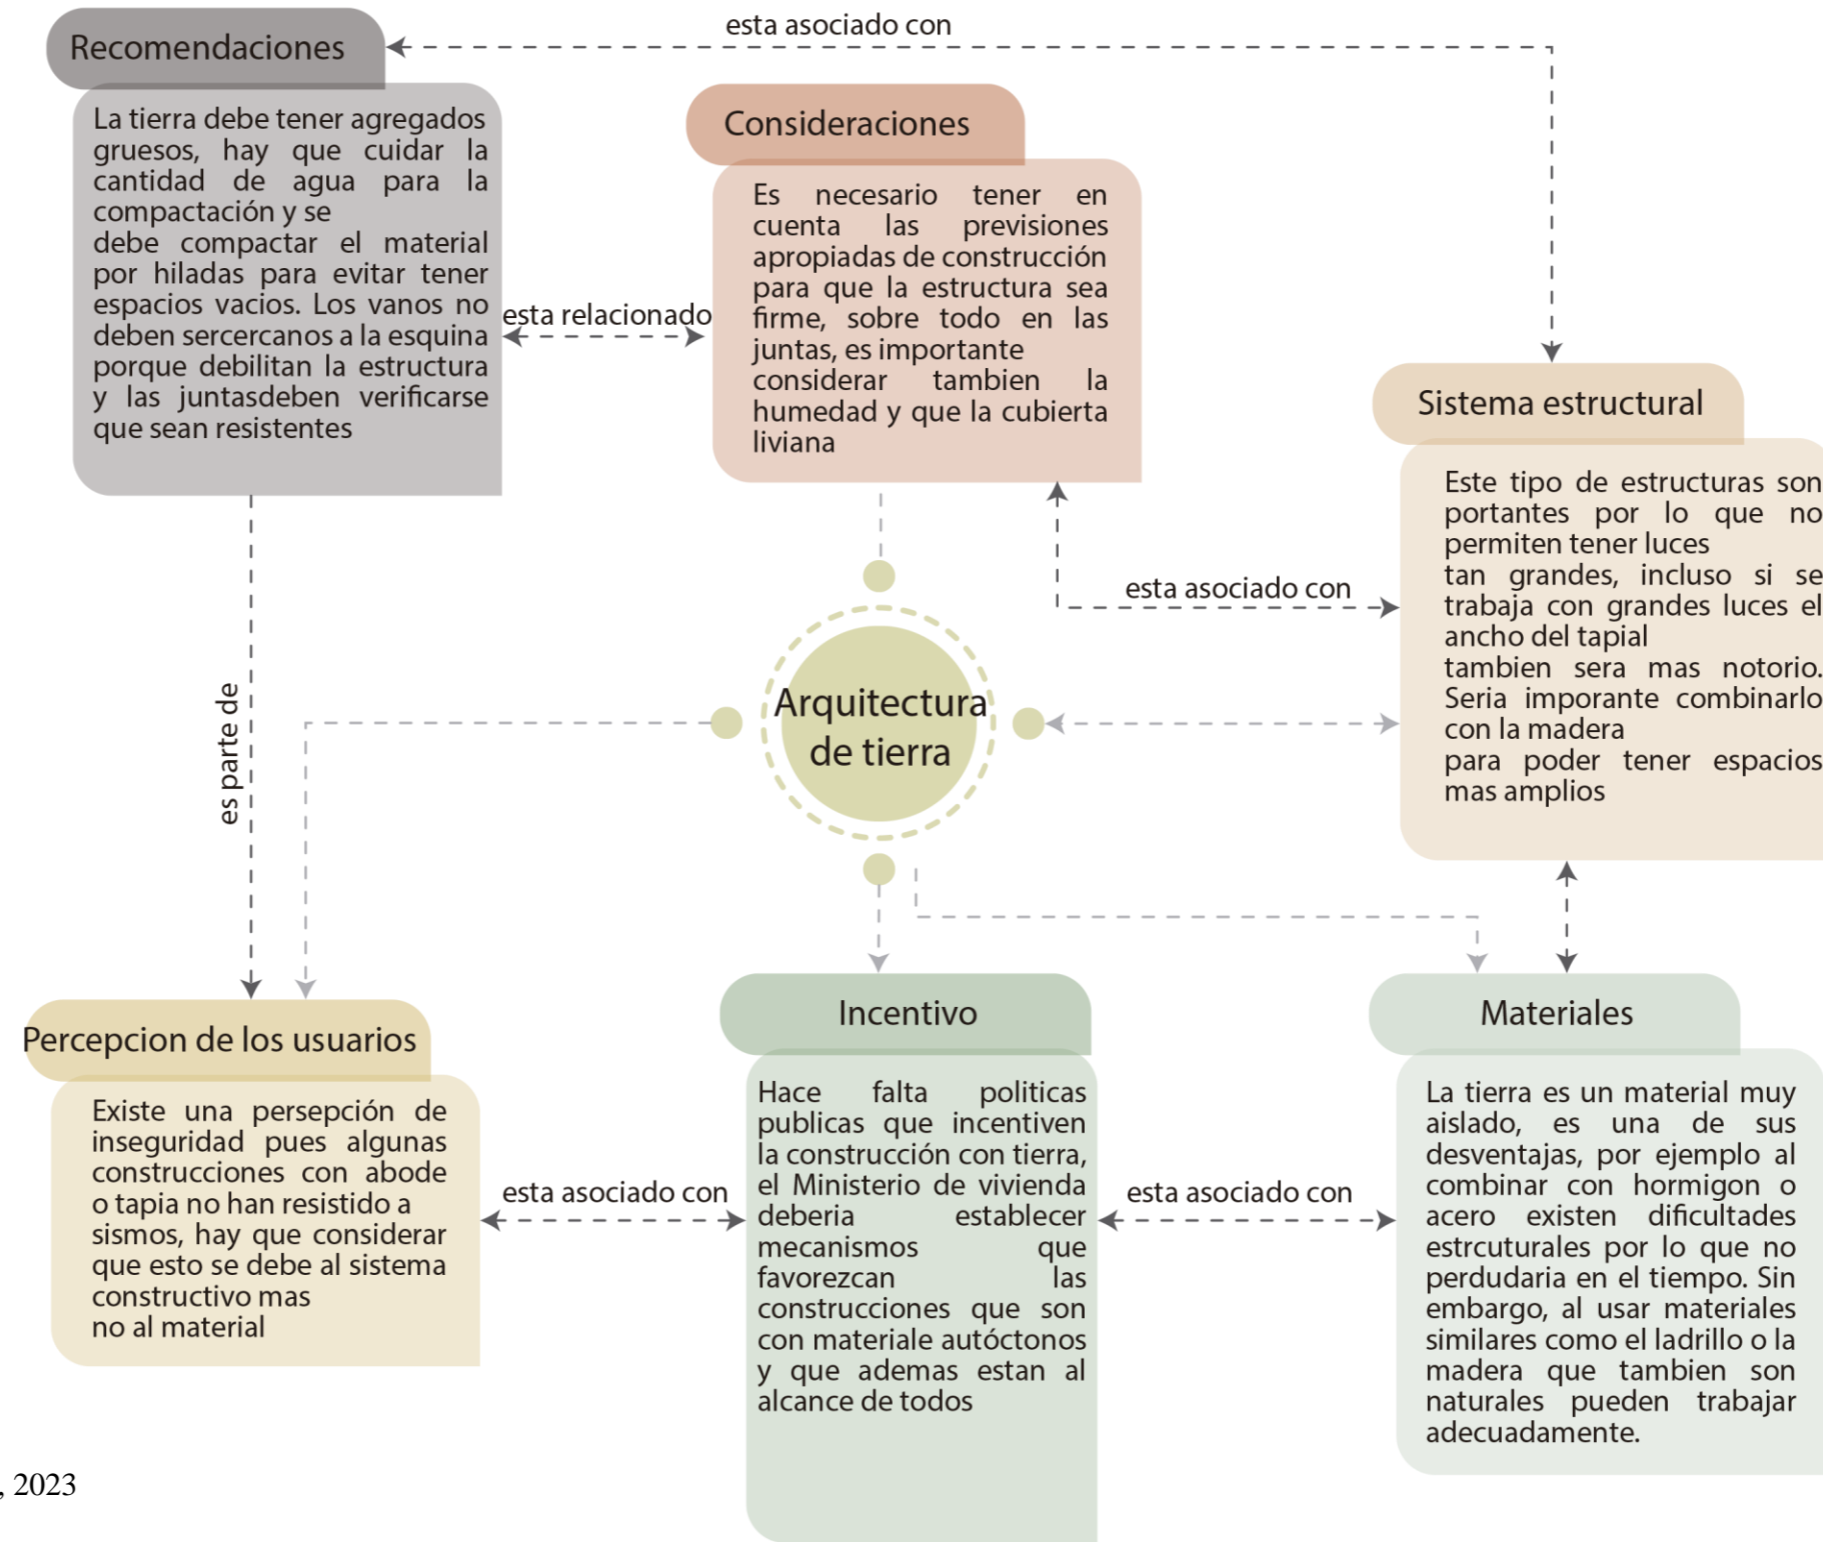 esta asociado con
Recomendaciones
La tierra debe tener agregados
gruesos, hay que cuidar la
cantidad de agua para la
compactación y se
debe compactar el material
por hiladas para evitar tener
espacios vacios. Los vanos no
deben sercercanos a la esquina
porque debilitan la estructura
y las juntasdeben verificarse
que sean resistentes
esta relacionado
Consideraciones
Es necesario tener en
cuenta las previsiones
apropiadas de construcción
para que la estructura sea
firme, sobre todo en las
juntas, es importante
considerar tambien la
humedad y que la cubierta
liviana
Sistema estructural
Este tipo de estructuras son
portantes por lo que no
permiten tener luces
tan grandes, incluso si se
trabaja con grandes luces el
ancho del tapial
tambien sera mas notorio.
Seria imporante combinarlo
con la madera
para poder tener espacios
mas amplios
esta asociado con
Arquitectura
de tierra
es parte de
Percepcion de los usuarios
Existe una persepción de
inseguridad pues algunas
construcciones con abode
o tapia no han resistido a
sismos, hay que considerar
que esto se debe al sistema
constructivo mas
no al material
esta asociado con
Incentivo
Hace falta politicas
publicas que incentiven
la construcción con tierra,
el Ministerio de vivienda
deberia establecer
mecanismos que
favorezcan las
construcciones que son
con materiale autóctonos
y que ademas estan al
alcance de todos
esta asociado con
Materiales
La tierra es un material muy
aislado, es una de sus
desventajas, por ejemplo al
combinar con hormigon o
acero existen dificultades
estrcuturales por lo que no
perdudaria en el tiempo. Sin
embargo, al usar materiales
similares como el ladrillo o la
madera que tambien son
naturales pueden trabajar
adecuadamente.
, 2023